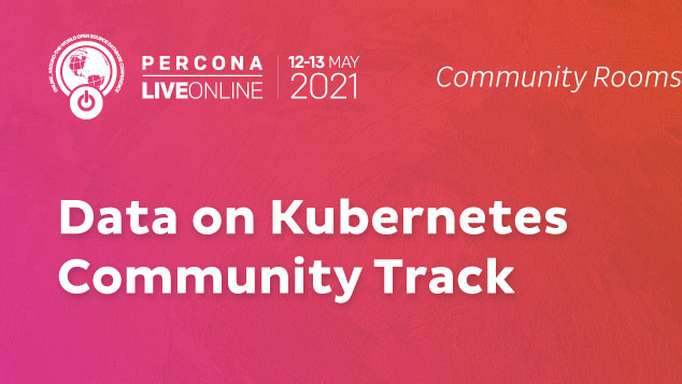 PERCONA
LIVEONLINE
12-13 MAY
2021
Community Rooms
Data on Kubernetes
Community Track